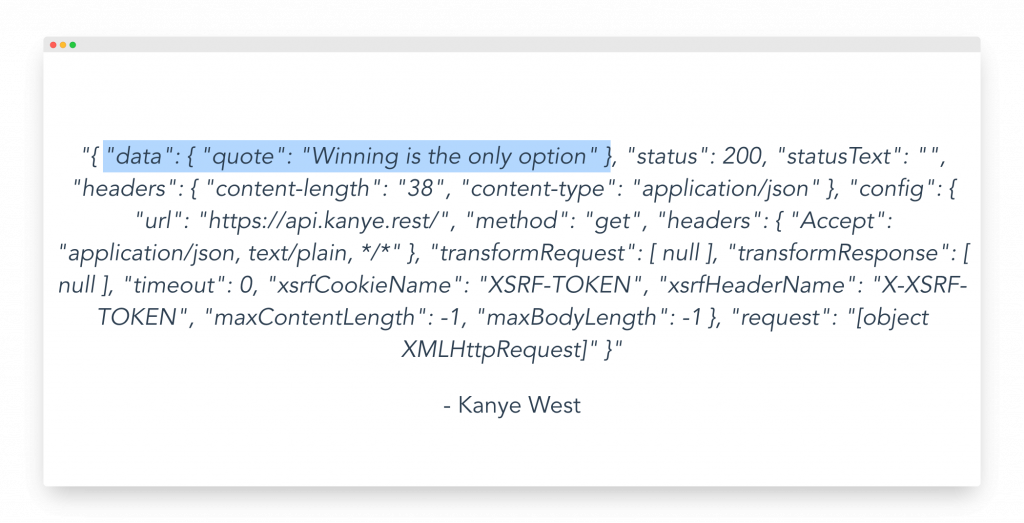 "{ "data": { "quote": "Winning is the only option" }, "status": 200, "statusText": "",
"headers": { "content-length": "38", "content-type": "application/json" }, "config": {
"url": "https://api.kanye.rest/", "method": "get", "headers": { "Accept":
"application/json, text/plain, */*" }, "transformRequest": [ null ], "transformResponse": [
null ], "timeout": 0, "xsrfCookieName": "XSRF-TOKEN", "xsrfHeaderName": "X-XSRF-
TOKEN", "maxContentLength": -1, "maxBodyLength": -1 }, "request": "[object
XMLHttpRequest]" }"
- Kanye West